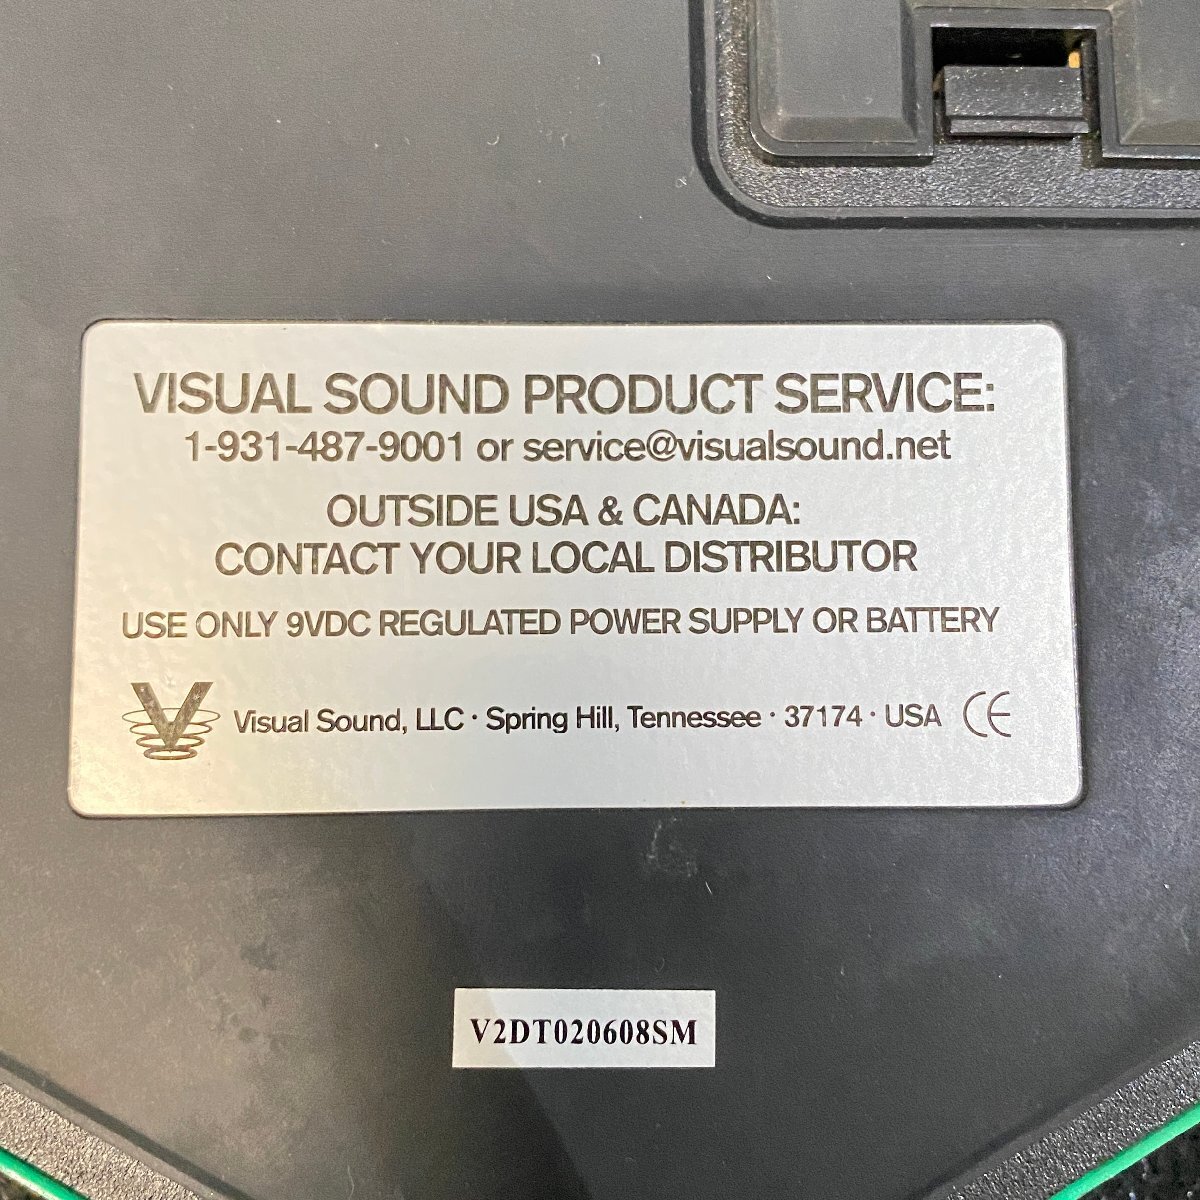 VISUAL SOUND PRODUCT SERVICE:
1-931-487-9001 or service@visualsound.net
OUTSIDE USA & CANADA:
CONTACT YOUR LOCAL DISTRIBUTOR
USE ONLY 9VDC REGULATED POWER SUPPLY OR BATTERY
V Visual Sound, LLC · Spring Hill, Tennessee · 37174 · USA CE
V2DT020608SM